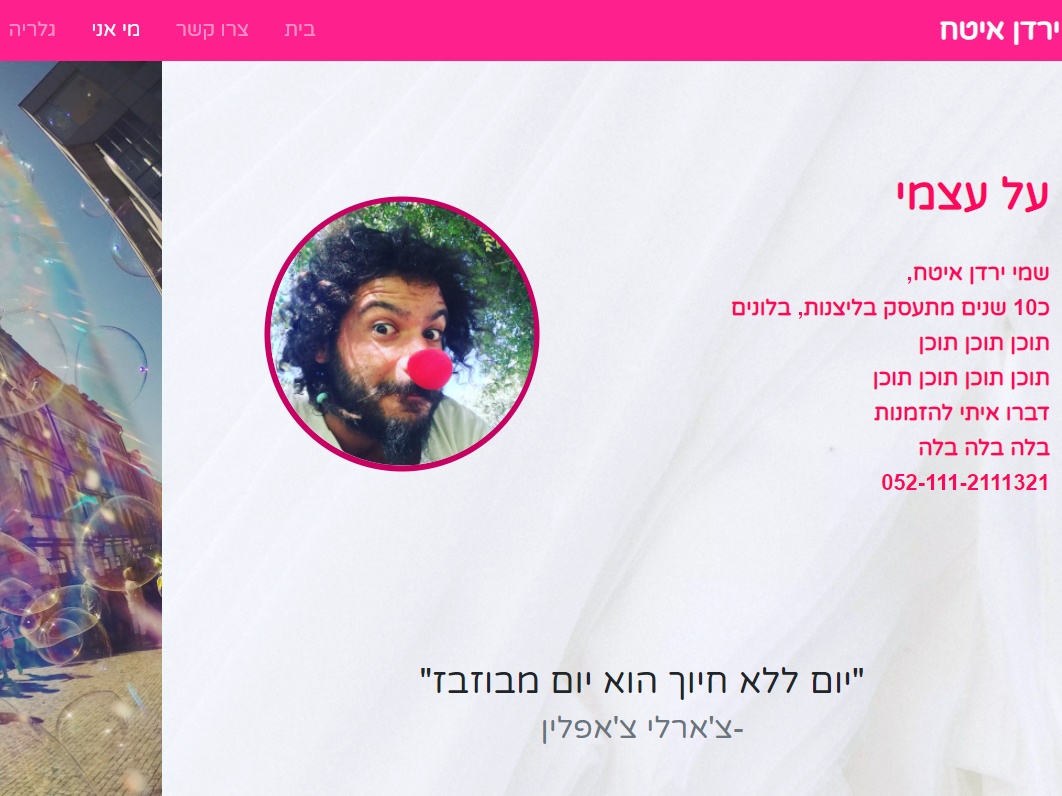 ירדן איטח
בית
צרו קשר
מי אני
גלריה
על עצמי
שמי ירדן איטח,
כ10 שנים מתעסק בליצנות, בלונים
תוכן תוכן תוכן
תוכן תוכן תוכן תוכן
דברו איתי להזמנות
בלה בלה בלה
052-111-2111321
"יום ללא חיוך הוא יום מבוזבז"
-צ'ארלי צ'אפלין